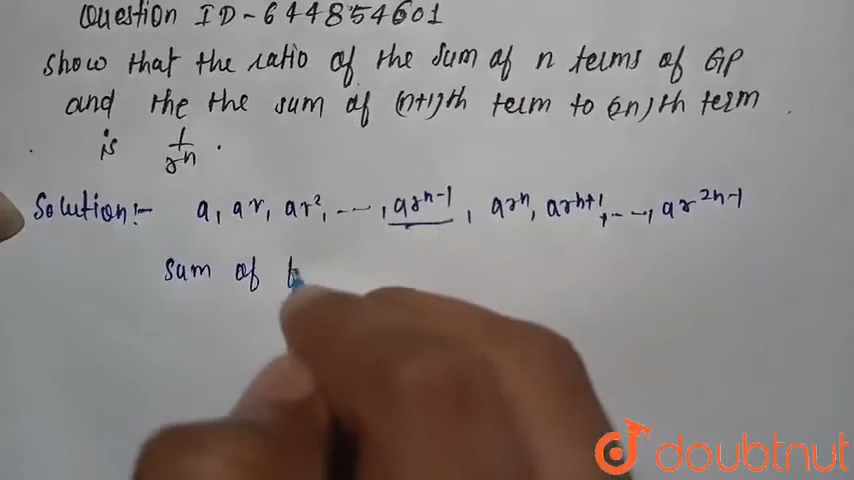 Question ID-644854601
Show that the ratio of the sum of n terms of GP
and the the sum of (n+1)th term to (2n)th term
is 1/r^n .
Solution:- a, ar, ar², ---, ar^n-1, ar^n, ar^n+1, ---, ar^2n-1
Sum of
doubtnut